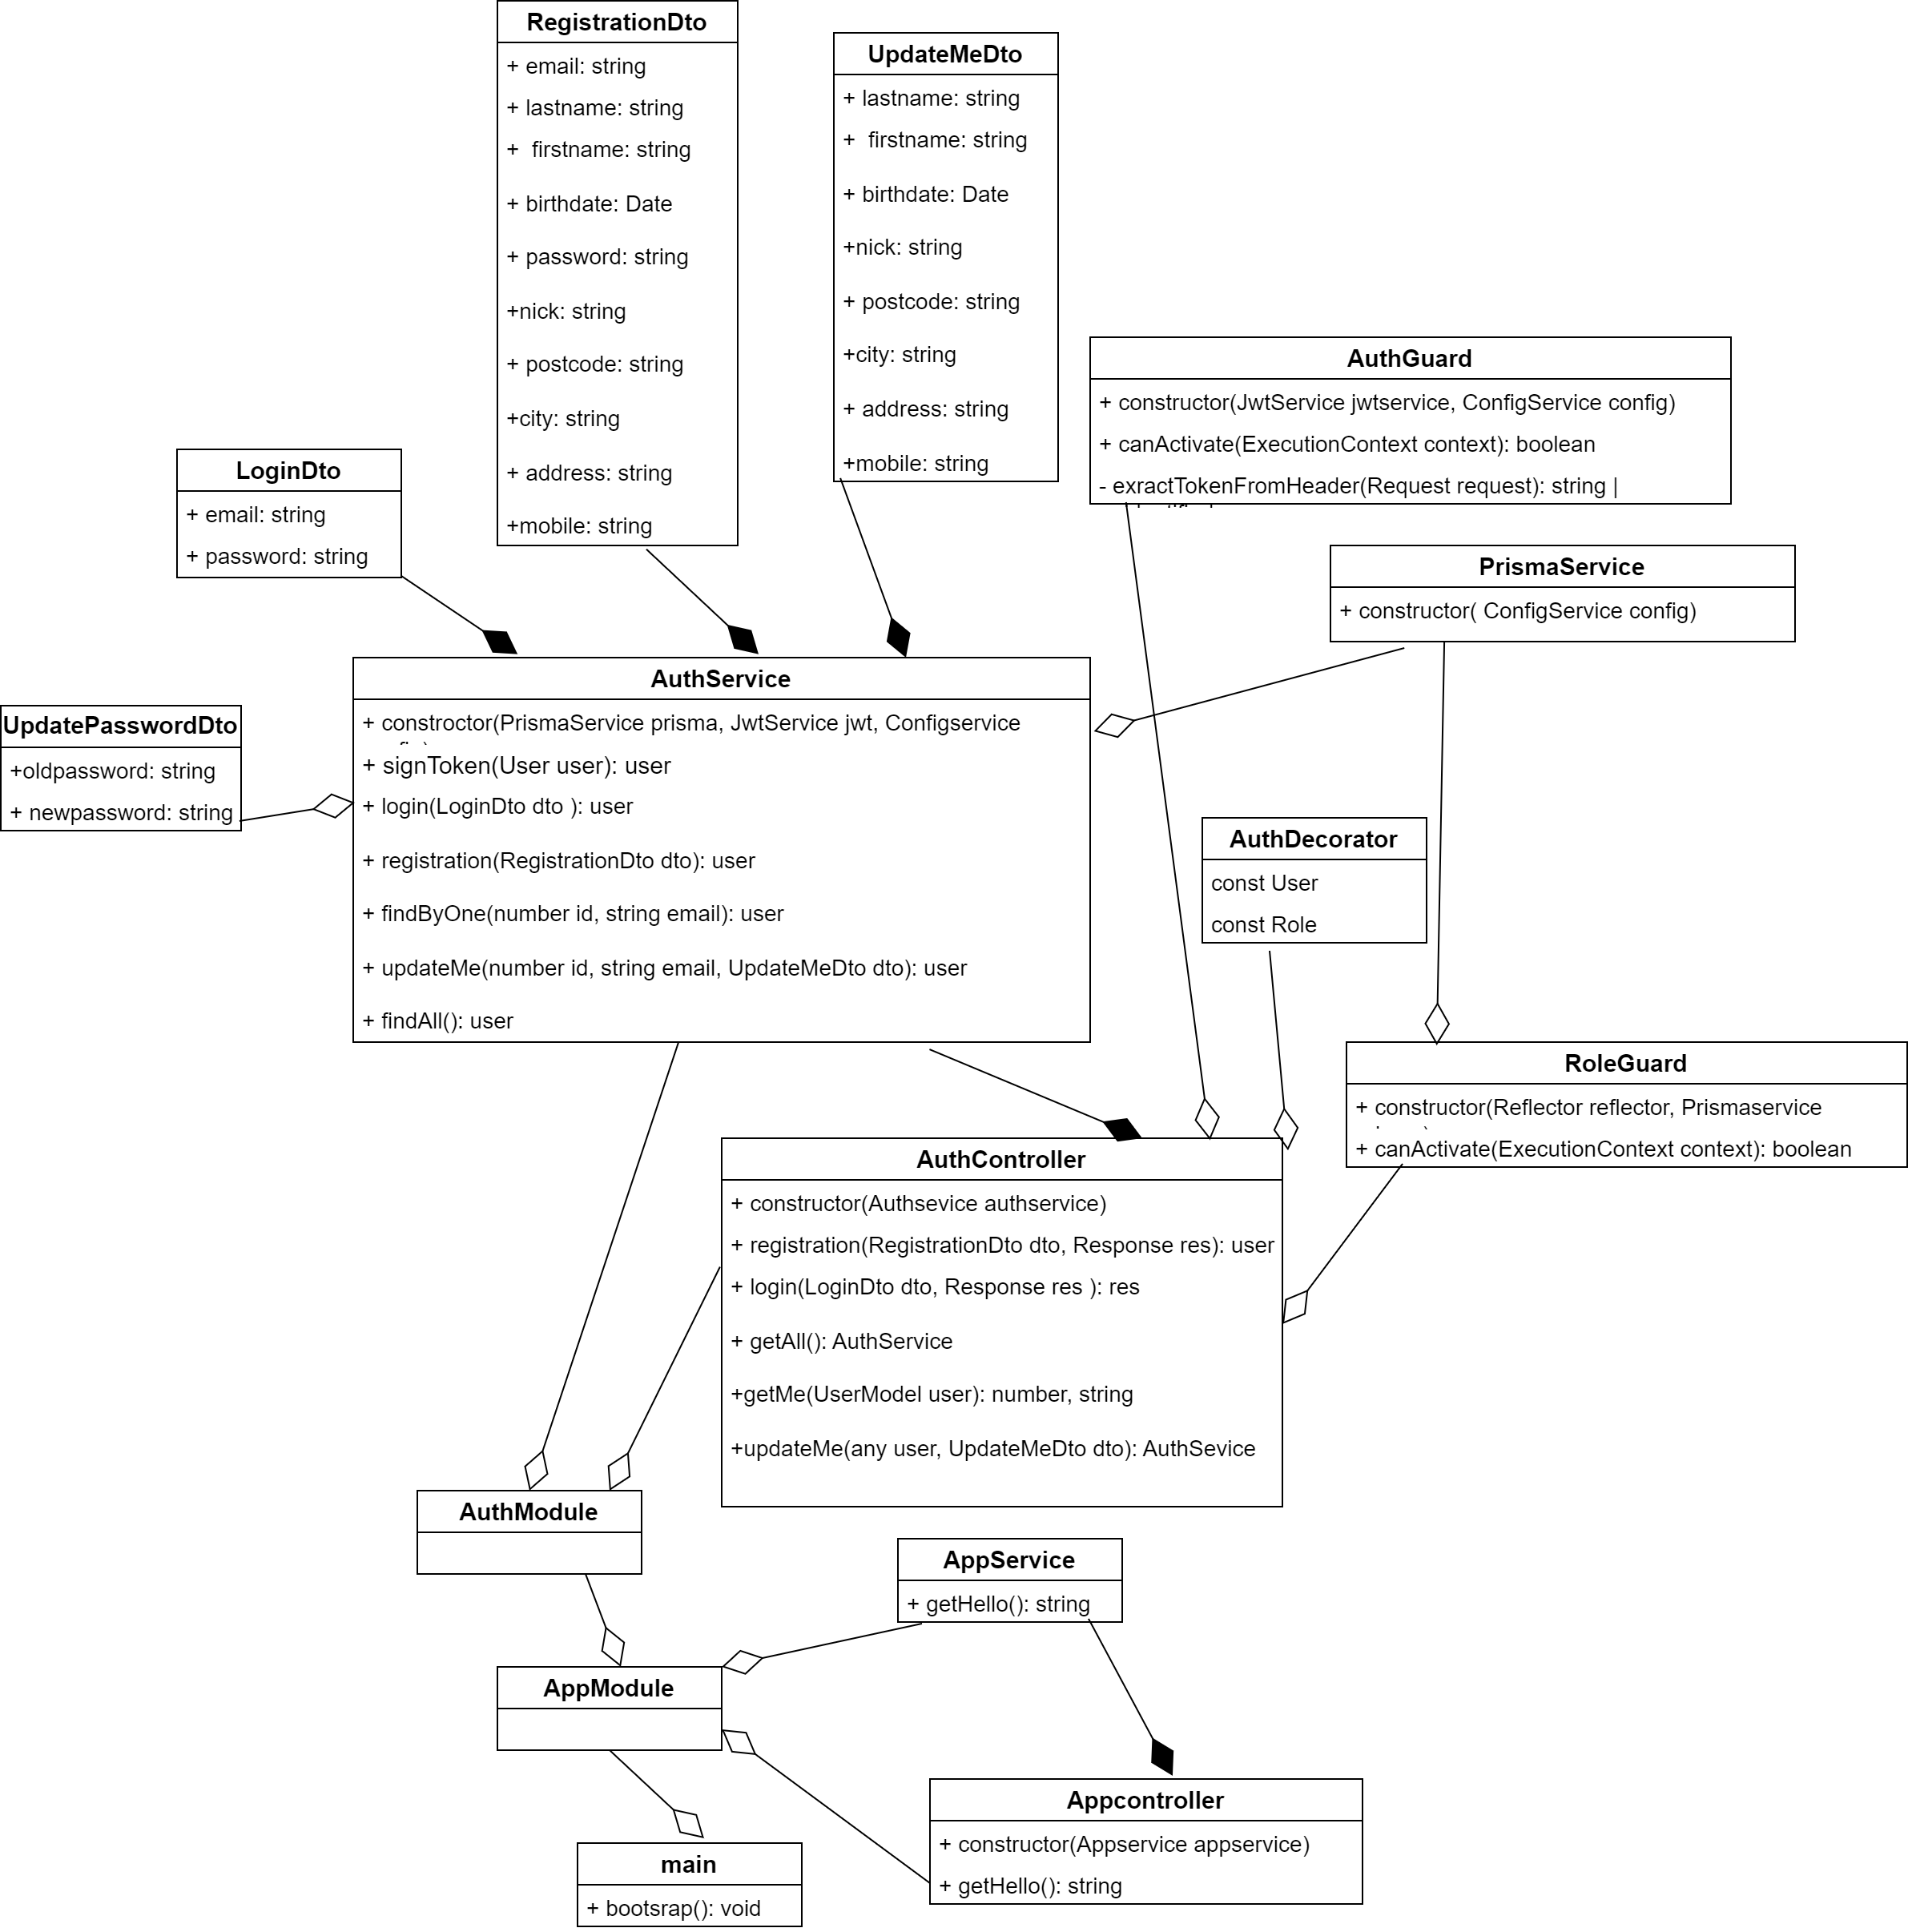 RegistrationDto
+ email: string
+ lastname: string
+  firstname: string
+ birthdate: Date
+ password: string
+nick: string
+ postcode: string
+city: string
+ address: string
+mobile: string
UpdateMeDto
+ lastname: string
+  firstname: string
+ birthdate: Date
+nick: string
+ postcode: string
+city: string
+ address: string
+mobile: string
AuthGuard
+ constructor(JwtService jwtservice, ConfigService config)
+ canActivate(ExecutionContext context): boolean
- exractTokenFromHeader(Request request): string |
LoginDto
+ email: string
+ password: string
PrismaService
+ constructor( ConfigService config)
AuthService
+ constroctor(PrismaService prisma, JwtService jwt, Configservice
+ signToken(User user): user
+ login(LoginDto dto ): user
+ registration(RegistrationDto dto): user
+ findByOne(number id, string email): user
+ updateMe(number id, string email, UpdateMeDto dto): user
+ findAll(): user
UpdatePasswordDto
+oldpassword: string
+ newpassword: string
AuthDecorator
const User
const Role
RoleGuard
+ constructor(Reflector reflector, Prismaservice
+ canActivate(ExecutionContext context): boolean
AuthController
+ constructor(Authsevice authservice)
+ registration(RegistrationDto dto, Response res): user
+ login(LoginDto dto, Response res ): res
+ getAll(): AuthService
+getMe(UserModel user): number, string
+updateMe(any user, UpdateMeDto dto): AuthSevice
AuthModule
AppService
+ getHello(): string
AppModule
Appcontroller
+ constructor(Appservice appservice)
+ getHello(): string
main
+ bootsrap(): void